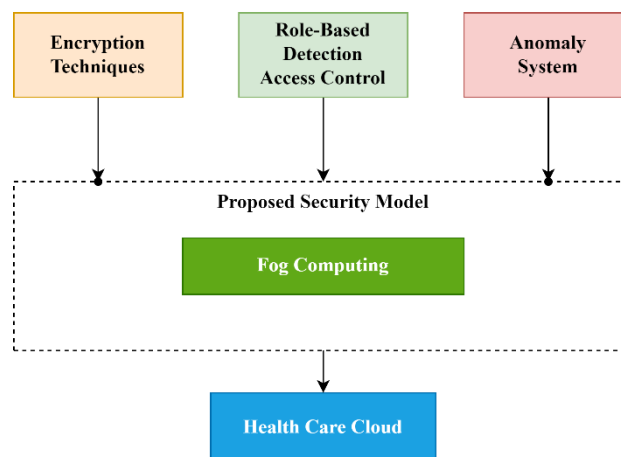 Encryption
Techniques
Role-Based
Detection
Access Control
Anomaly
System
Proposed Security Model
Fog Computing
Health Care Cloud